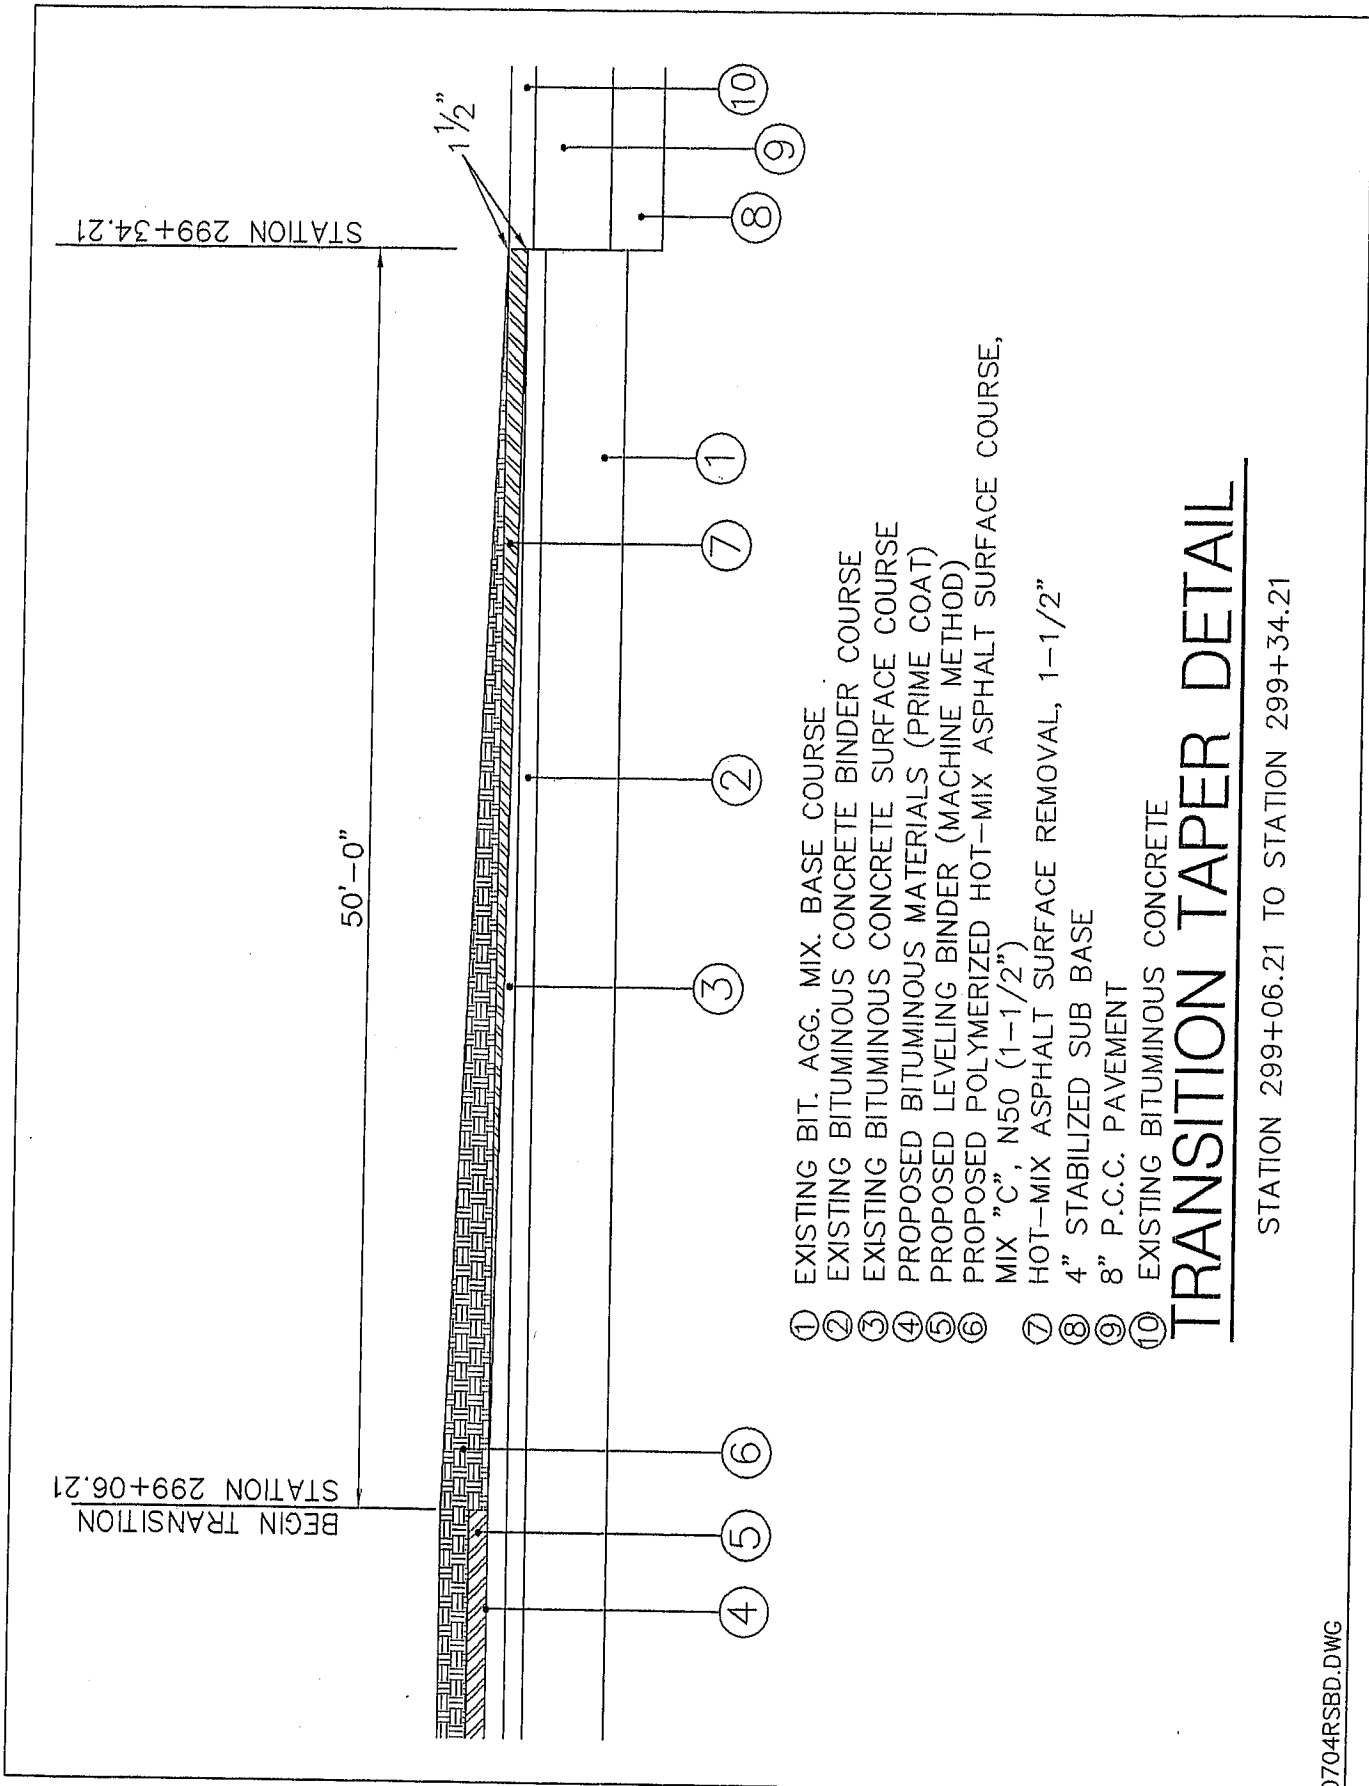 STATION 299+34.21
1 1/2"
50'-0"
BEGIN TRANSITION
STATION 299+06.21
4
5
6
3
2
7
1
8
9
10
1 EXISTING BIT. AGG. MIX. BASE COURSE
2 EXISTING BITUMINOUS CONCRETE BINDER COURSE
3 EXISTING BITUMINOUS CONCRETE SURFACE COURSE
4 PROPOSED BITUMINOUS MATERIALS (PRIME COAT)
5 PROPOSED LEVELING BINDER (MACHINE METHOD)
6 PROPOSED POLYMERIZED HOT-MIX ASPHALT SURFACE COURSE,
MIX "C", N50 (1-1/2")
7 HOT-MIX ASPHALT SURFACE REMOVAL, 1-1/2"
8 4" STABILIZED SUB BASE
9 8" P.C.C. PAVEMENT
10 EXISTING BITUMINOUS CONCRETE
TRANSITION TAPER DETAIL
STATION 299+06.21 TO STATION 299+34.21
0704RSBD.DWG